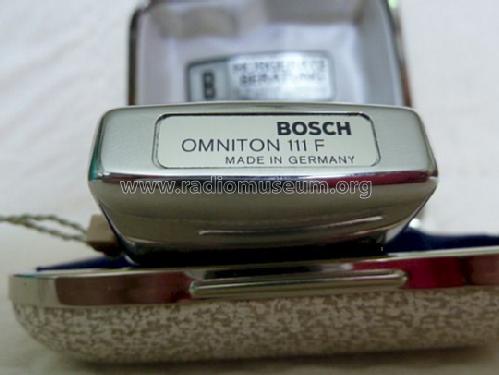 B
BOSCH
OMNITON 111 F
MADE IN GERMANY
www.radiomuseum.org